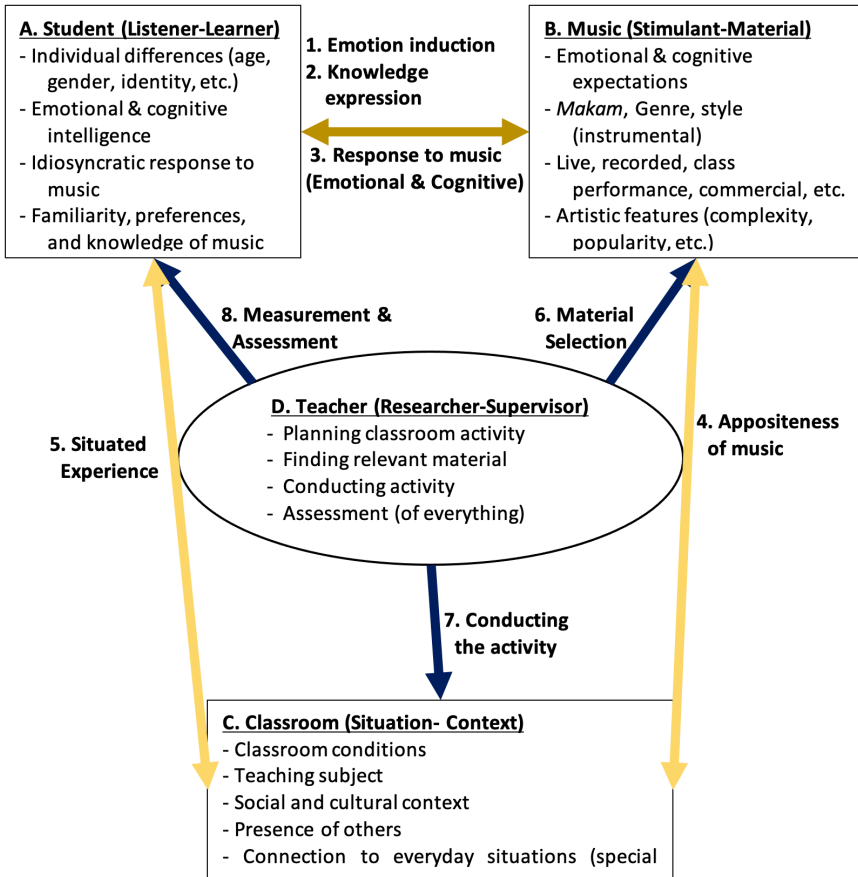 A. Student (Listener-Learner)
- Individual differences (age,
gender, identity, etc.)
- Emotional & cognitive
intelligence
- Idiosyncratic response to
music
- Familiarity, preferences,
and knowledge of music
1. Emotion induction
2. Knowledge
expression
3. Response to music
(Emotional & Cognitive)
B. Music (Stimulant-Material)
- Emotional & cognitive
expectations
- Makam, Genre, style
(instrumental)
- Live, recorded, class
performance, commercial, etc.
- Artistic features (complexity,
popularity, etc.)
8. Measurement &
Assessment
6. Material
Selection
5. Situated
Experience
D. Teacher (Researcher-Supervisor)
- Planning classroom activity
- Finding relevant material
- Conducting activity
- Assessment (of everything)
4. Appositeness
of music
7. Conducting
the activity
C. Classroom (Situation- Context)
- Classroom conditions
- Teaching subject
- Social and cultural context
- Presence of others
- Connection to everyday situations (special